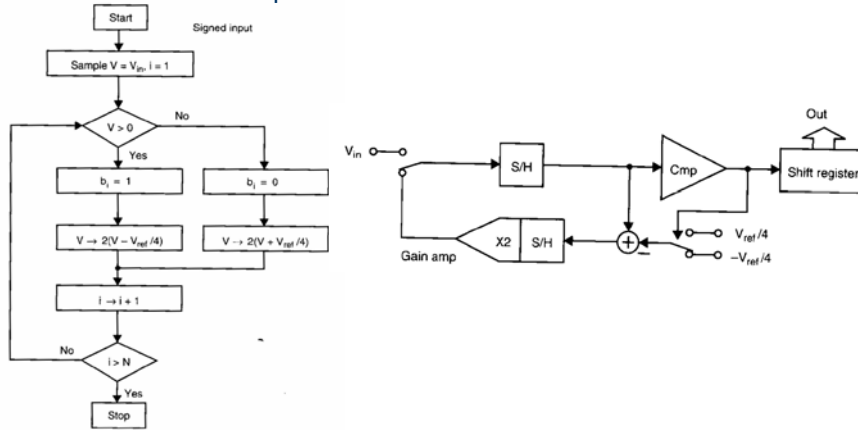 Start
Signed input
Sample V = V_in, i = 1
V > 0
No
Yes
b_i = 1
b_i = 0
V → 2(V − V_ref /4)
V → 2(V + V_ref /4)
i → i + 1
No
i > N
Yes
Stop
Out
V_in
S/H
Cmp
Shift register
V_ref /4
X2
S/H
+
−
−V_ref /4
Gain amp